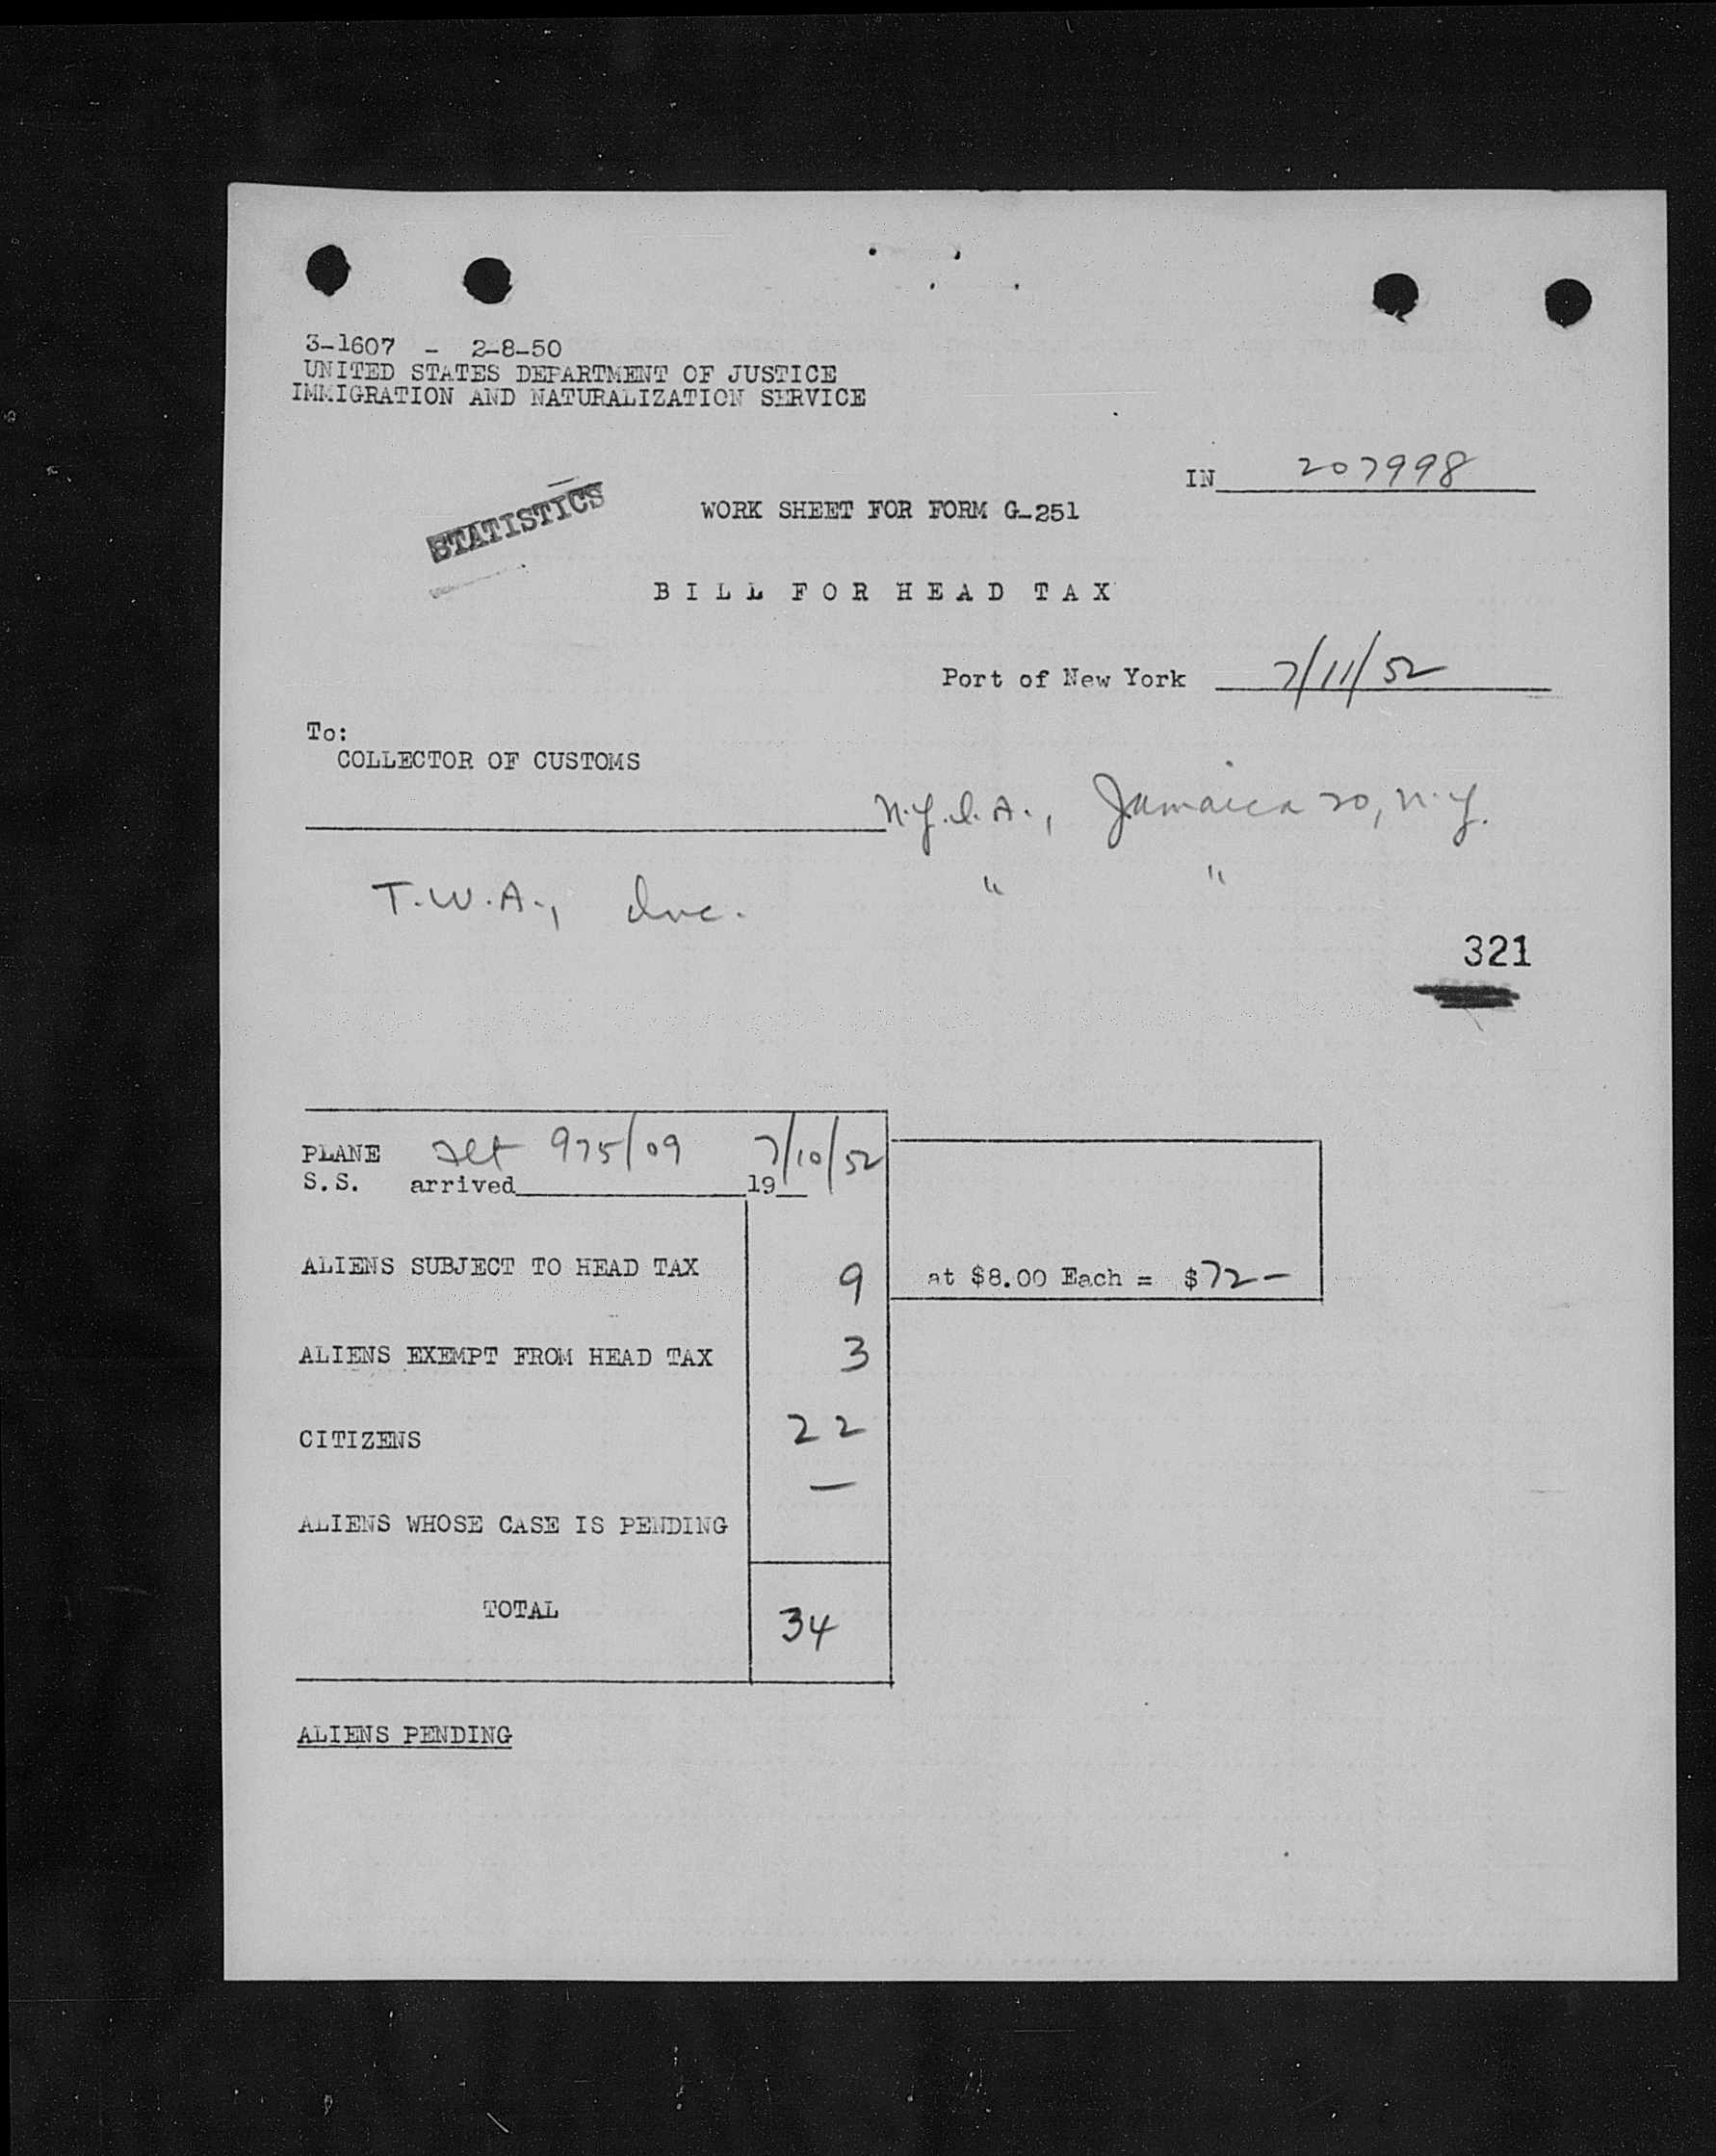 3-1607 - 2-8-50
UNITED STATES DEPARTMENT OF JUSTICE
IMMIGRATION AND NATURALIZATION SERVICE
IN 207998
STATISTICS
WORK SHEET FOR FORM G-251
BILL FOR HEAD TAX
Port of New York 7/11/52
To:
COLLECTOR OF CUSTOMS
N.Y.I.A., Jamaica 20, N.Y.
T.W.A., Inc. " "
321
PLANE 975/09 7/10/52
S.S. arrived 19
ALIENS SUBJECT TO HEAD TAX 9 at $8.00 Each = $72-
ALIENS EXEMPT FROM HEAD TAX 3
CITIZENS 22
ALIENS WHOSE CASE IS PENDING —
TOTAL 34
ALIENS PENDING